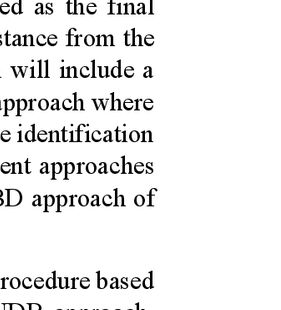 ed as the final
stance from the
will include a
approach where
e identification
ent approaches
BD approach of
rocedure based
UDB approach.